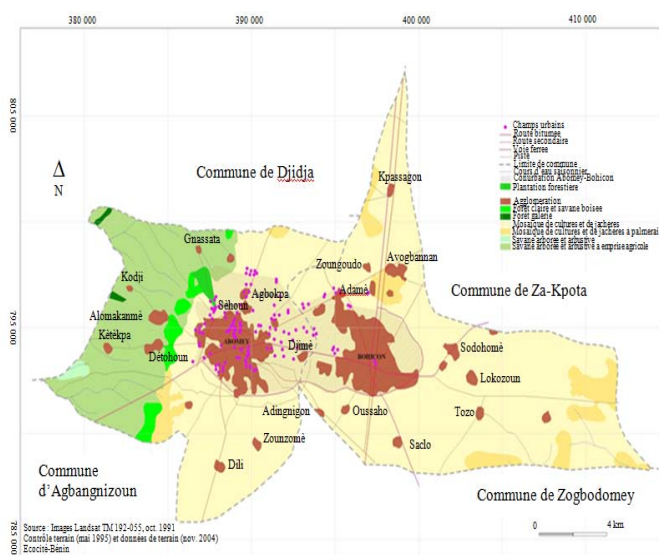 380 000
390 000
400 000
410 000
805 000
795 000
785 000
Δ
N
Commune de Djidja
Kpassagon
Champs urbains
Route bitumée
Route secondaire
Voie ferrée
Piste
Limite de commune
Cours d'eau saisonnier
Conurbation Abomey-Bohicon
Plantation forestière
Agglomération
Forêt claire et savane boisée
Forêt galerie
Mosaïque de cultures et de jachères
Mosaïque de cultures et de jachères à palmeraie
Savane arborée et arbustive
Savane arborée et arbustive à emprise agricole
Gnassata
Zoungoudo
Avogbannan
Kodji
Agbokpa
Adamè
Commune de Za-Kpota
Sèhoun
Alomakanmè
Kètèkpa
Détohoun
ABOMEY
Djimè
BOHICON
Sodohomè
Lokozoun
Adingnigon
Oussaho
Tozo
Zounzomè
Saclo
Dili
Commune
d'Agbangnizoun
Commune de Zogbodomey
Source : Images Landsat TM 192-055, oct. 1991
Contrôle terrain (mai 1995) et données de terrain (nov. 2004)
Ecocité-Bénin
0 4 km